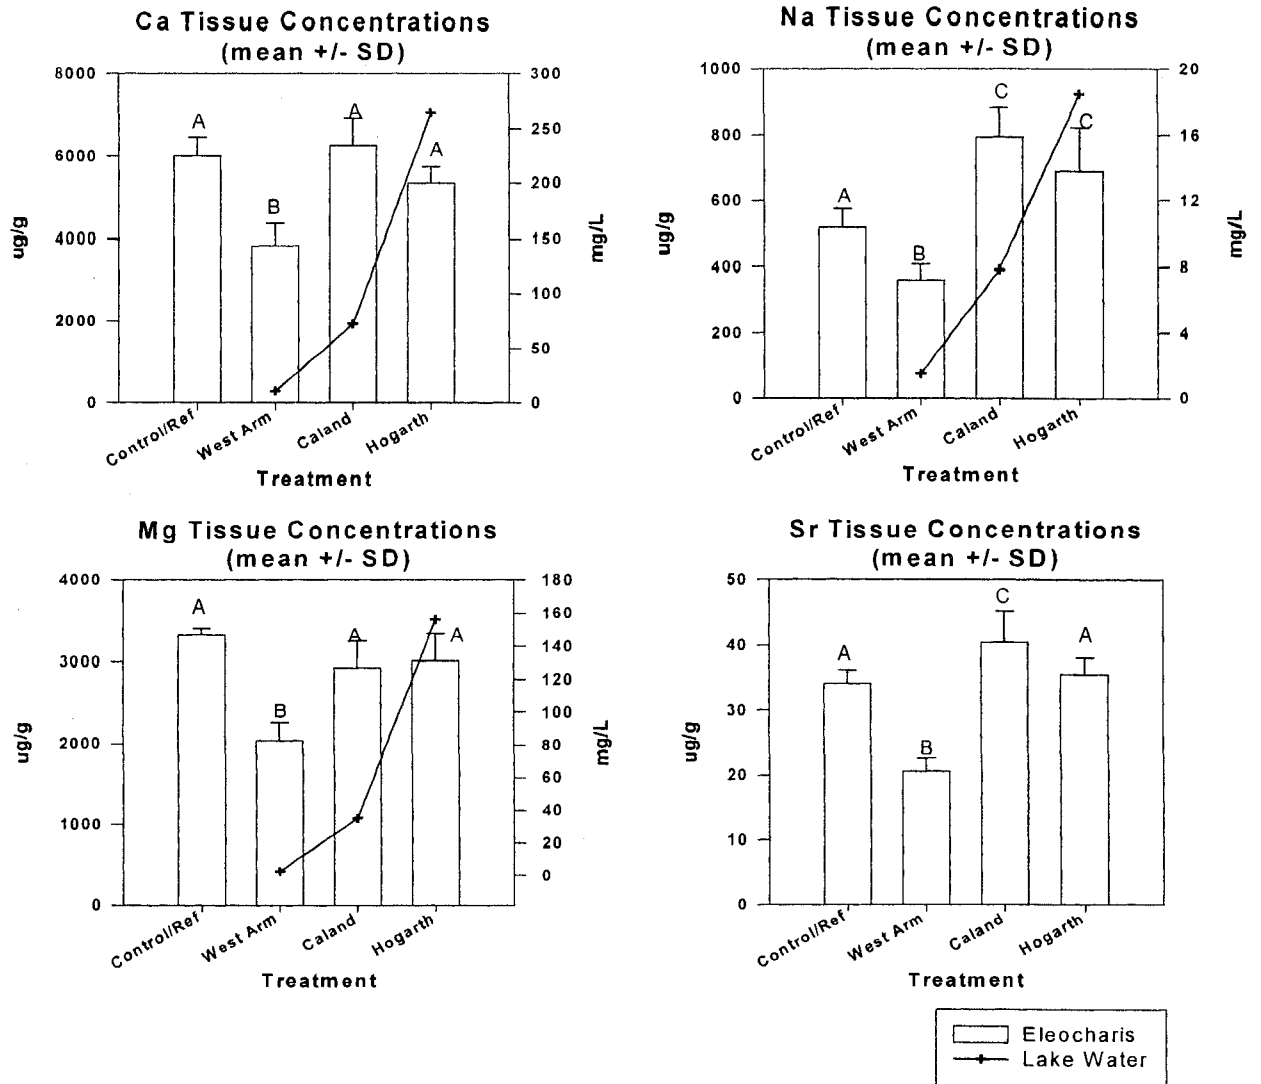 Ca Tissue Concentrations
(mean +/- SD)
8000
6000
4000
2000
0
ug/g
300
250
200
150
100
50
0
mg/L
A
B
A
A
Control/Ref
West Arm
Caland
Hogarth
Treatment
Na Tissue Concentrations
(mean +/- SD)
1000
800
600
400
200
0
ug/g
20
16
12
8
4
0
mg/L
A
B
C
C
Control/Ref
West Arm
Caland
Hogarth
Treatment
Mg Tissue Concentrations
(mean +/- SD)
4000
3000
2000
1000
0
ug/g
180
160
140
120
100
80
60
40
20
0
mg/L
A
B
A
A
Control/Ref
West Arm
Caland
Hogarth
Treatment
Sr Tissue Concentrations
(mean +/- SD)
50
40
30
20
10
0
ug/g
A
B
C
A
Control/Ref
West Arm
Caland
Hogarth
Treatment
Eleocharis
Lake Water